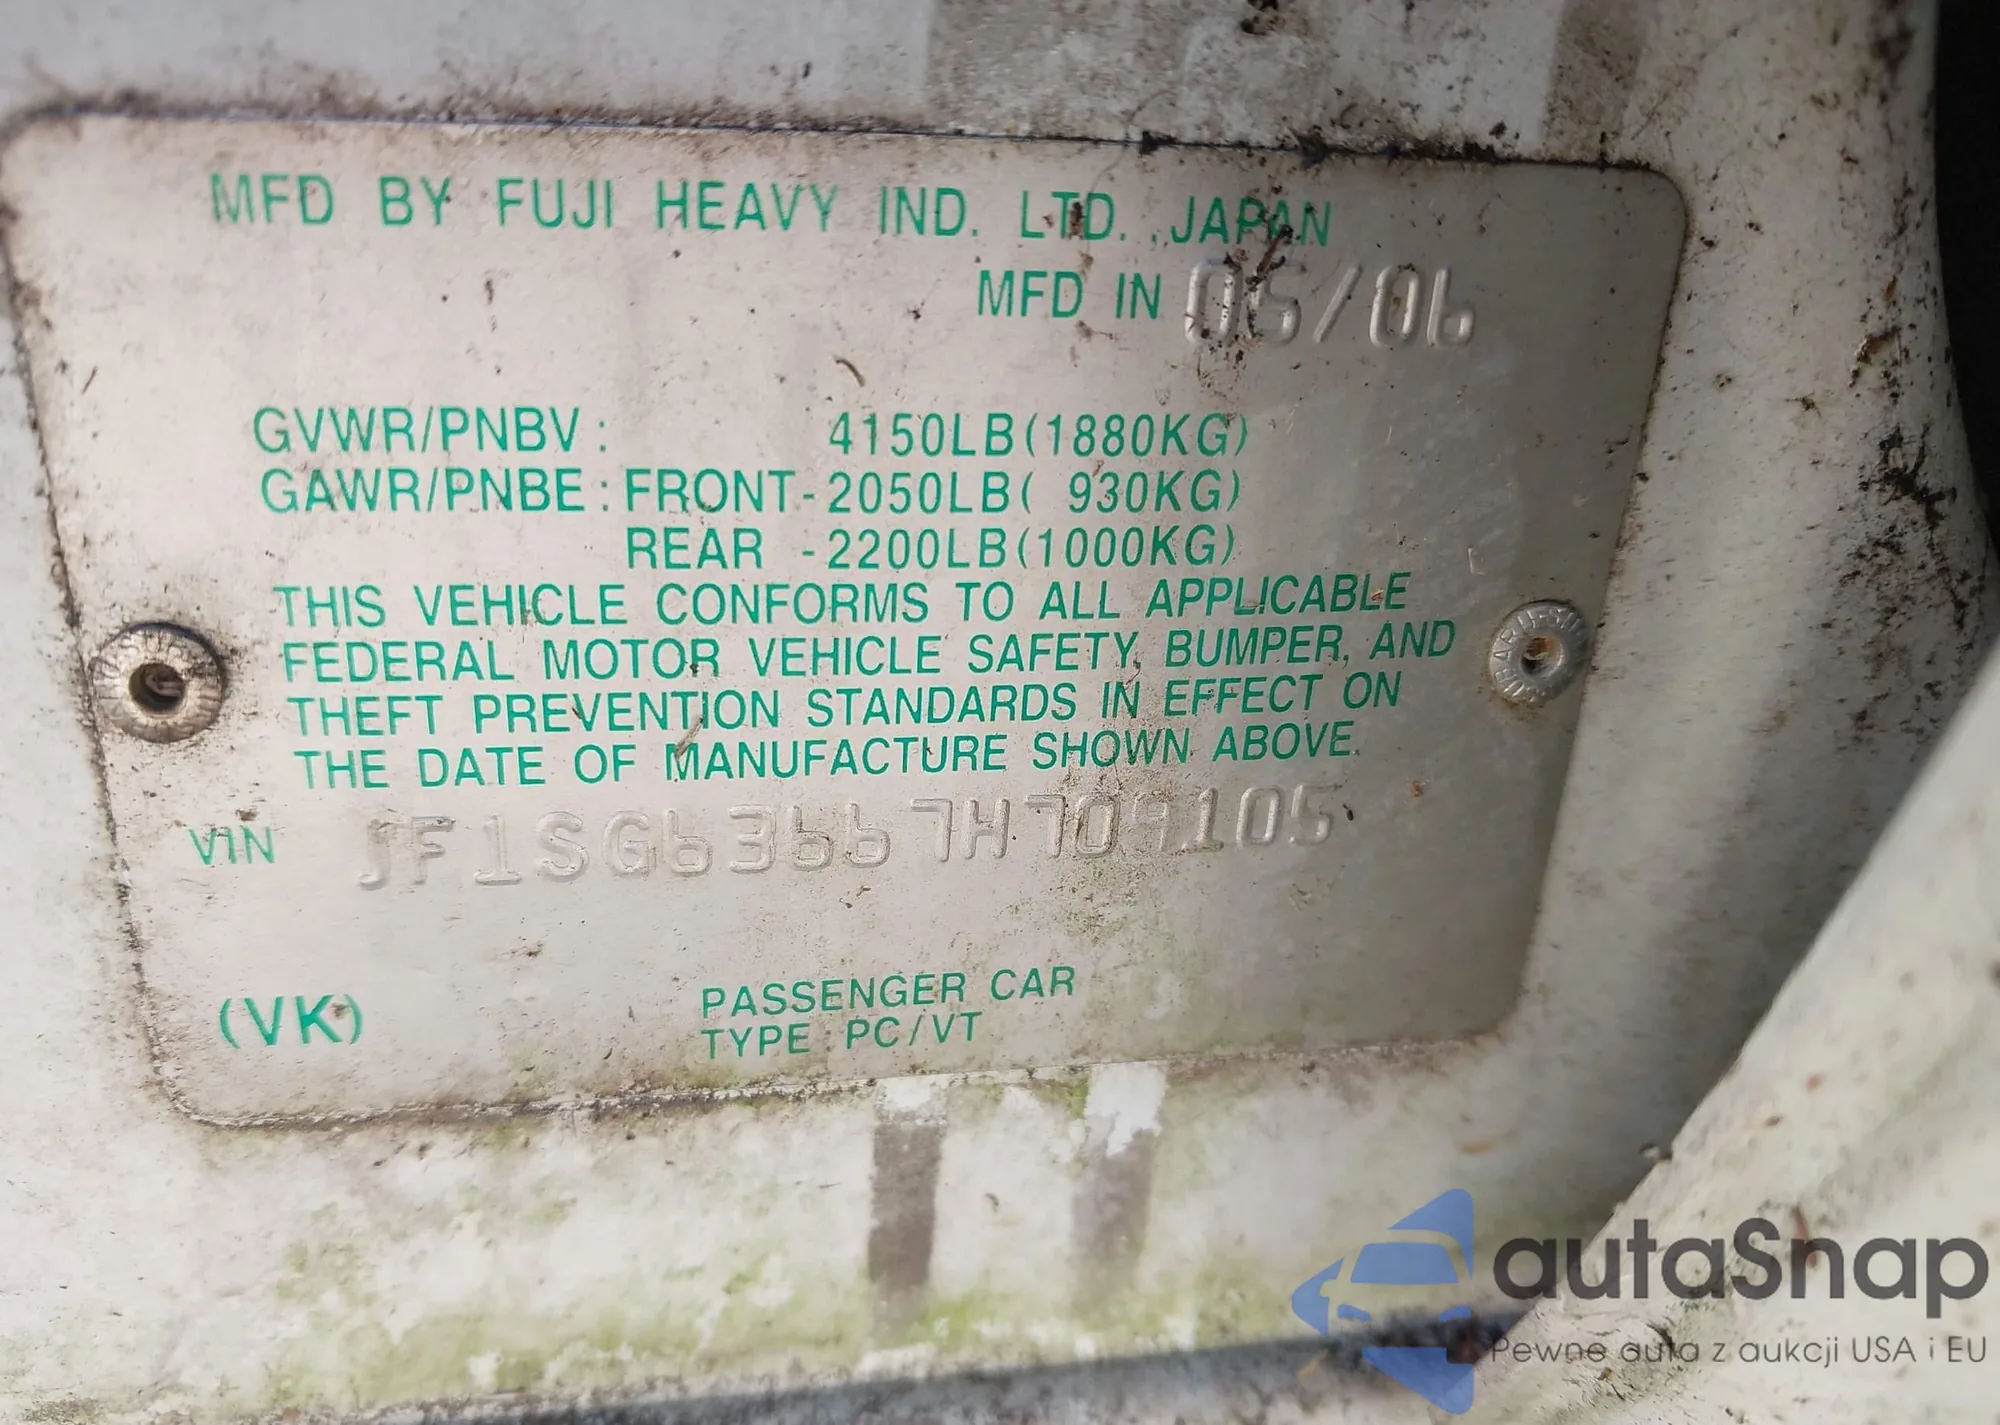 MFD BY FUJI HEAVY IND. LTD., JAPAN
MFD IN 05/06
GVWR/PNBV: 4150LB(1880KG)
GAWR/PNBE: FRONT-2050LB( 930KG)
REAR -2200LB(1000KG)
THIS VEHICLE CONFORMS TO ALL APPLICABLE
FEDERAL MOTOR VEHICLE SAFETY, BUMPER, AND
THEFT PREVENTION STANDARDS IN EFFECT ON
THE DATE OF MANUFACTURE SHOWN ABOVE.
VIN JF1SG63667H709105
(VK) PASSENGER CAR
TYPE PC/VT
autaSnap
Pewne auta z aukcji USA i EU